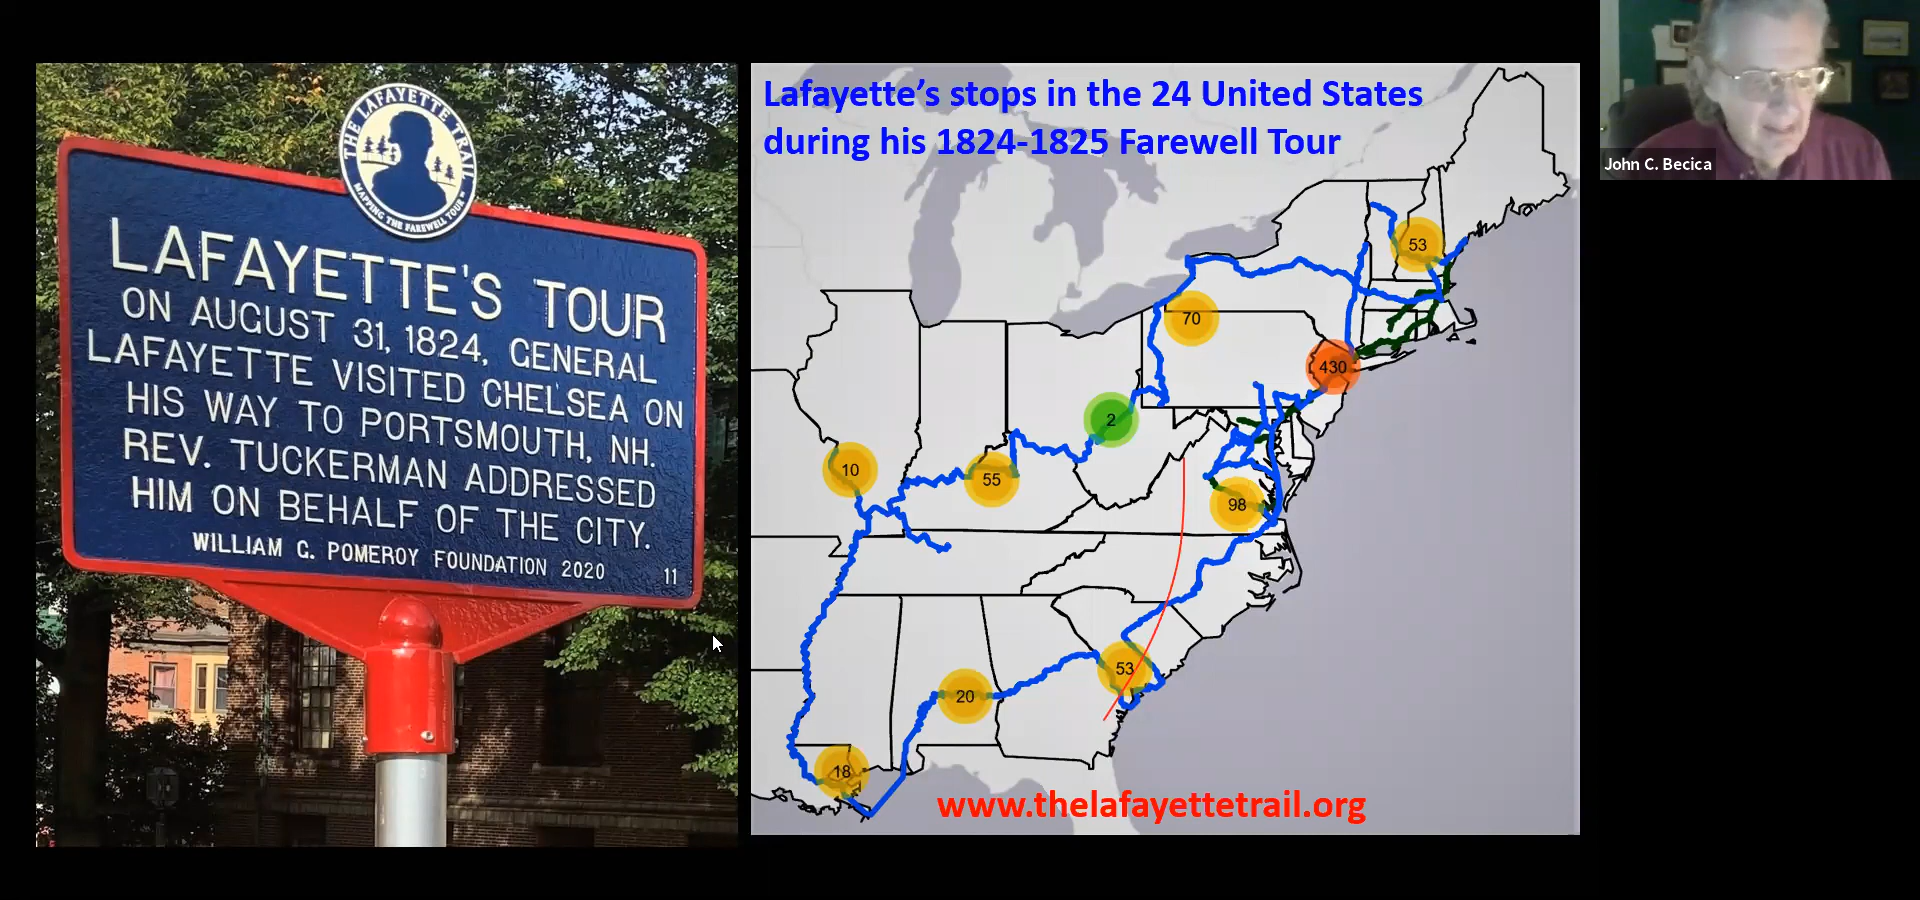 THE LAFAYETTE TRAIL
MAPPING THE FAREWELL TOUR
LAFAYETTE'S TOUR
ON AUGUST 31, 1824, GENERAL
LAFAYETTE VISITED CHELSEA ON
HIS WAY TO PORTSMOUTH, NH.
REV. TUCKERMAN ADDRESSED
HIM ON BEHALF OF THE CITY.
WILLIAM G. POMEROY FOUNDATION 2020
11
Lafayette's stops in the 24 United States
during his 1824-1825 Farewell Tour
53
70
430
2
10
55
98
53
20
18
www.thelafayettetrail.org
John C. Becica